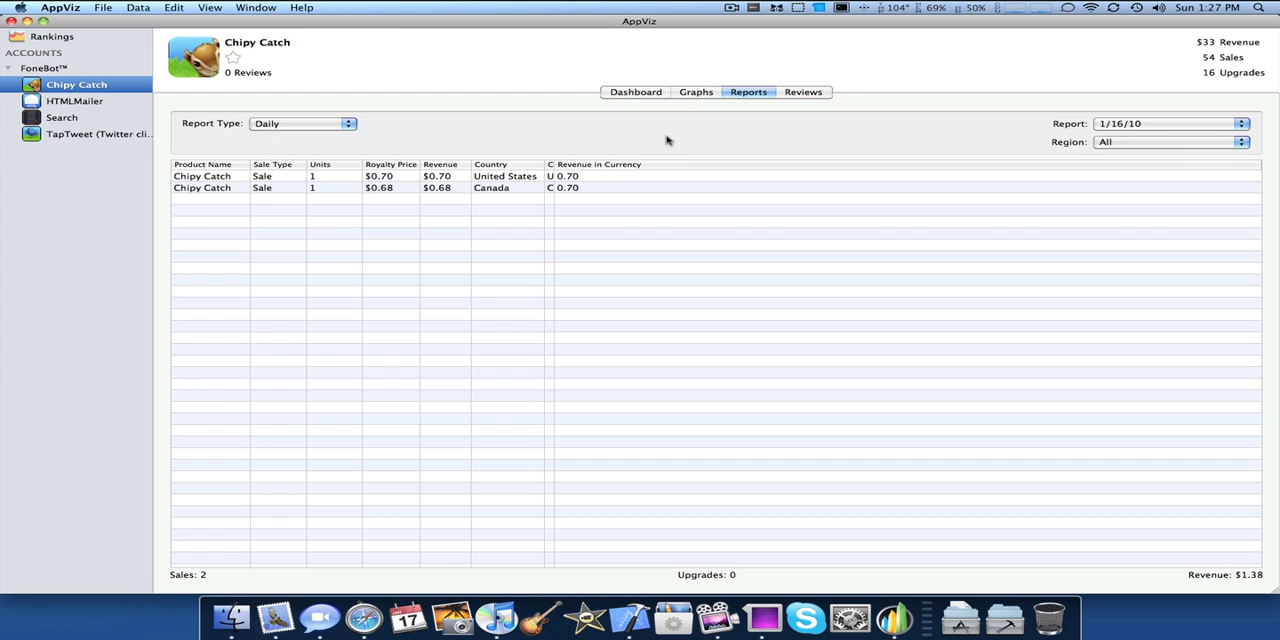 AppViz File Data Edit View Window Help 104° 69% 50% Sun 1:27 PM
AppViz
Rankings
ACCOUNTS
FoneBot™
Chipy Catch
HTMLMailer
Search
TapTweet (Twitter cli...
Chipy Catch
0 Reviews
$33 Revenue
54 Sales
16 Upgrades
Dashboard Graphs Reports Reviews
Report Type: Daily
Report: 1/16/10
Region: All
Product Name Sale Type Units Royalty Price Revenue Country C Revenue in Currency
Chipy Catch Sale 1 $0.70 $0.70 United States U 0.70
Chipy Catch Sale 1 $0.68 $0.68 Canada C 0.70
Sales: 2 Upgrades: 0 Revenue: $1.38
JAN
17